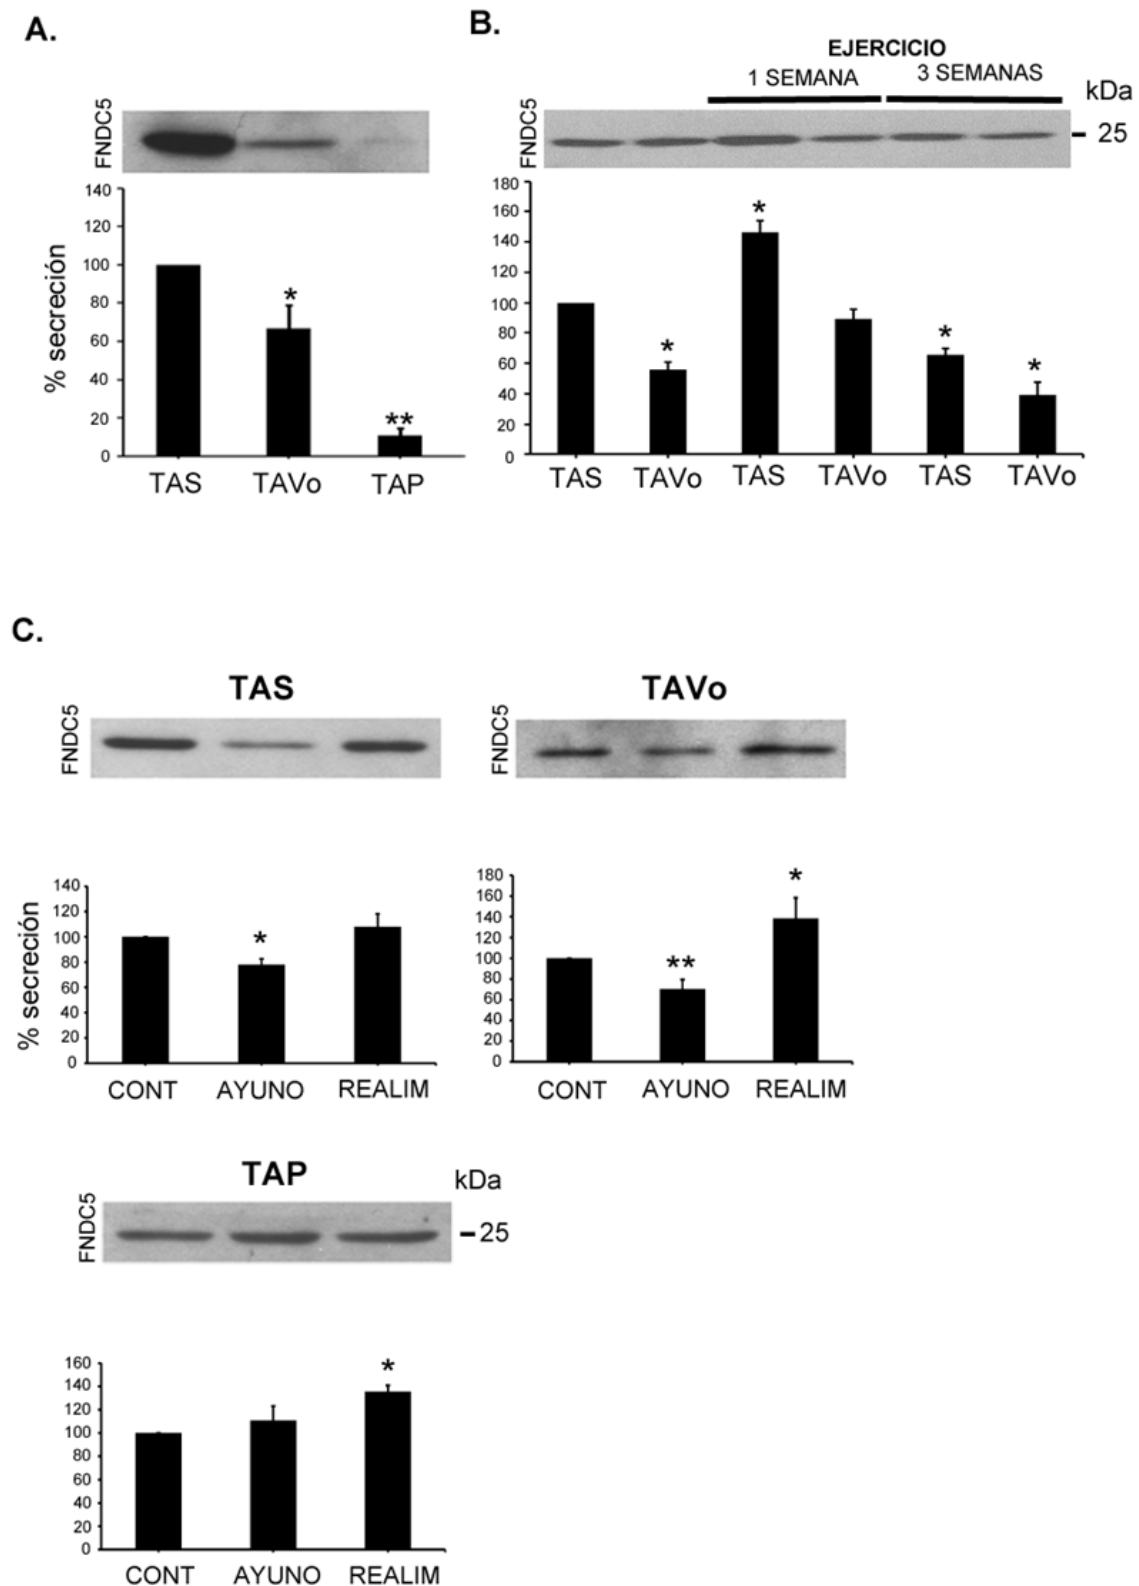 A.
FNDC5
% secreción
140
120
100
80
60
40
20
0
*
**
TAS TAVo TAP
B.
EJERCICIO
1 SEMANA 3 SEMANAS
kDa
FNDC5
25
180
160
140
120
100
80
60
40
20
0
*
*
*
*
TAS TAVo TAS TAVo TAS TAVo
C.
TAS
FNDC5
% secreción
140
120
100
80
60
40
20
0
*
CONT AYUNO REALIM
TAVo
FNDC5
180
160
140
120
100
80
60
40
20
0
**
*
CONT AYUNO REALIM
TAP
kDa
FNDC5
25
160
140
120
100
80
60
40
20
0
*
CONT AYUNO REALIM